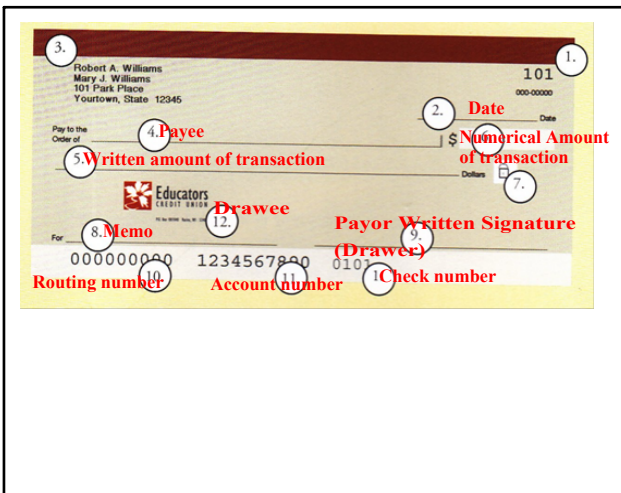 3.
1.
Robert A. Williams
Mary J. Williams
101 Park Place
Yourtown, State 12345
101
000-00000
2. Date
Date
Pay to the
Order of
4. Payee
$ 6. Numerical Amount
of transaction
5. Written amount of transaction
Dollars
7.
Educators
CREDIT UNION
Drawee
12.
Payor Written Signature
(Drawer)
9.
For
8. Memo
000000000 1234567890 0101
Routing number 10
Account number 11
1 Check number